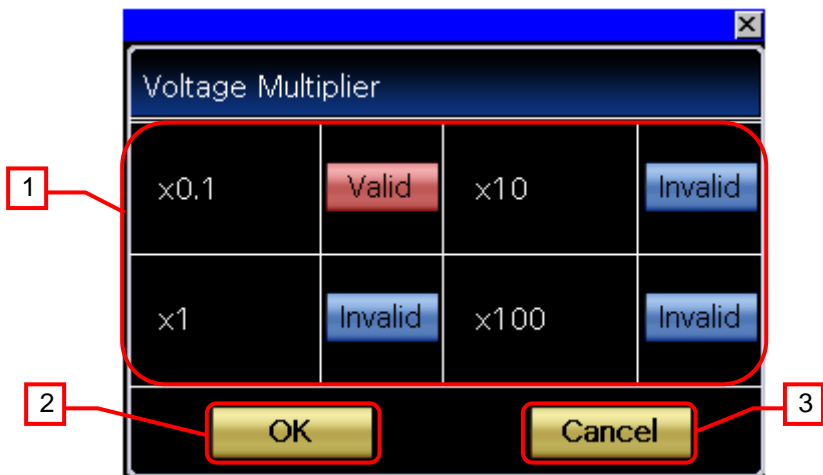 Voltage Multiplier
1
x0.1 Valid x10 Invalid
x1 Invalid x100 Invalid
2
OK Cancel
3